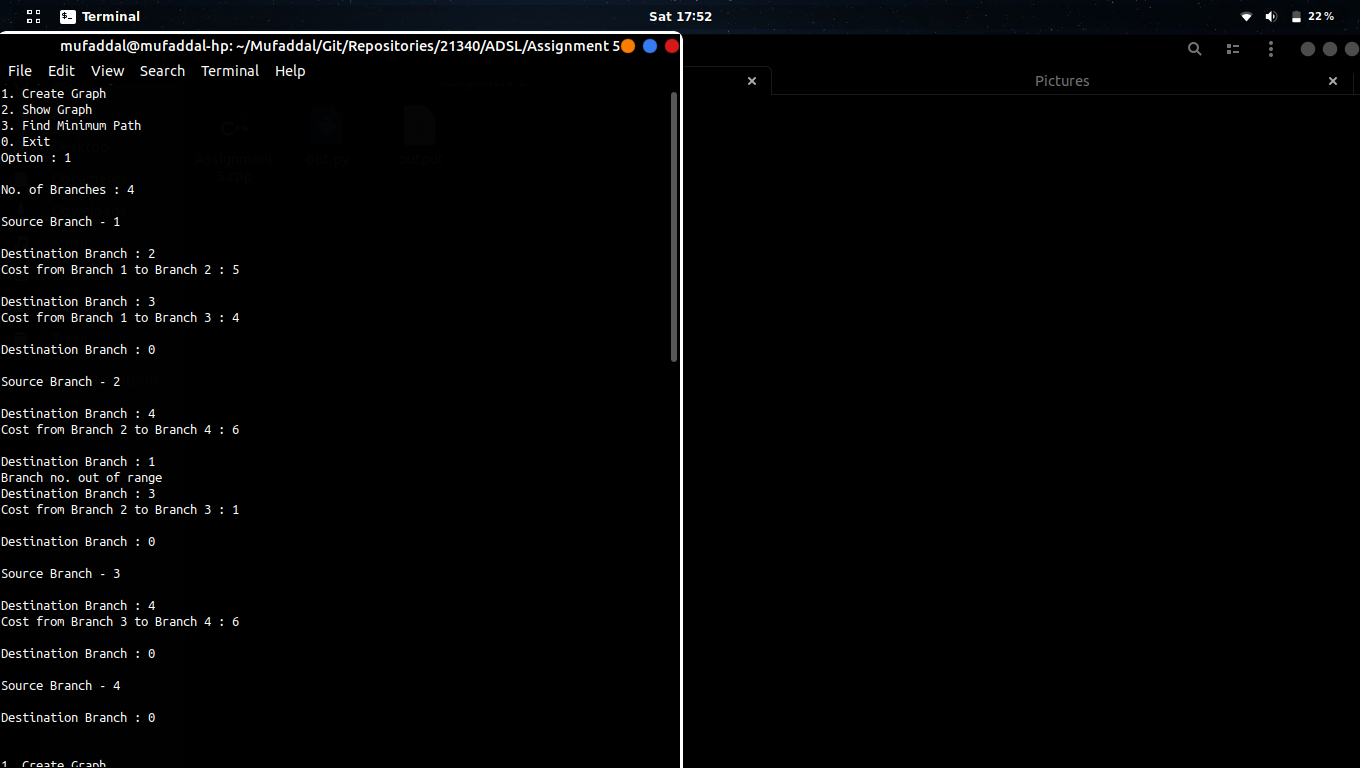 Terminal
Sat 17:52
22 %
mufaddal@mufaddal-hp: ~/Mufaddal/Git/Repositories/21340/ADSL/Assignment 5
File Edit View Search Terminal Help
Pictures
1. Create Graph
2. Show Graph
3. Find Minimum Path
0. Exit
Option : 1
No. of Branches : 4
Source Branch - 1
Destination Branch : 2
Cost from Branch 1 to Branch 2 : 5
Destination Branch : 3
Cost from Branch 1 to Branch 3 : 4
Destination Branch : 0
Source Branch - 2
Destination Branch : 4
Cost from Branch 2 to Branch 4 : 6
Destination Branch : 1
Branch no. out of range
Destination Branch : 3
Cost from Branch 2 to Branch 3 : 1
Destination Branch : 0
Source Branch - 3
Destination Branch : 4
Cost from Branch 3 to Branch 4 : 6
Destination Branch : 0
Source Branch - 4
Destination Branch : 0
1. Create Graph